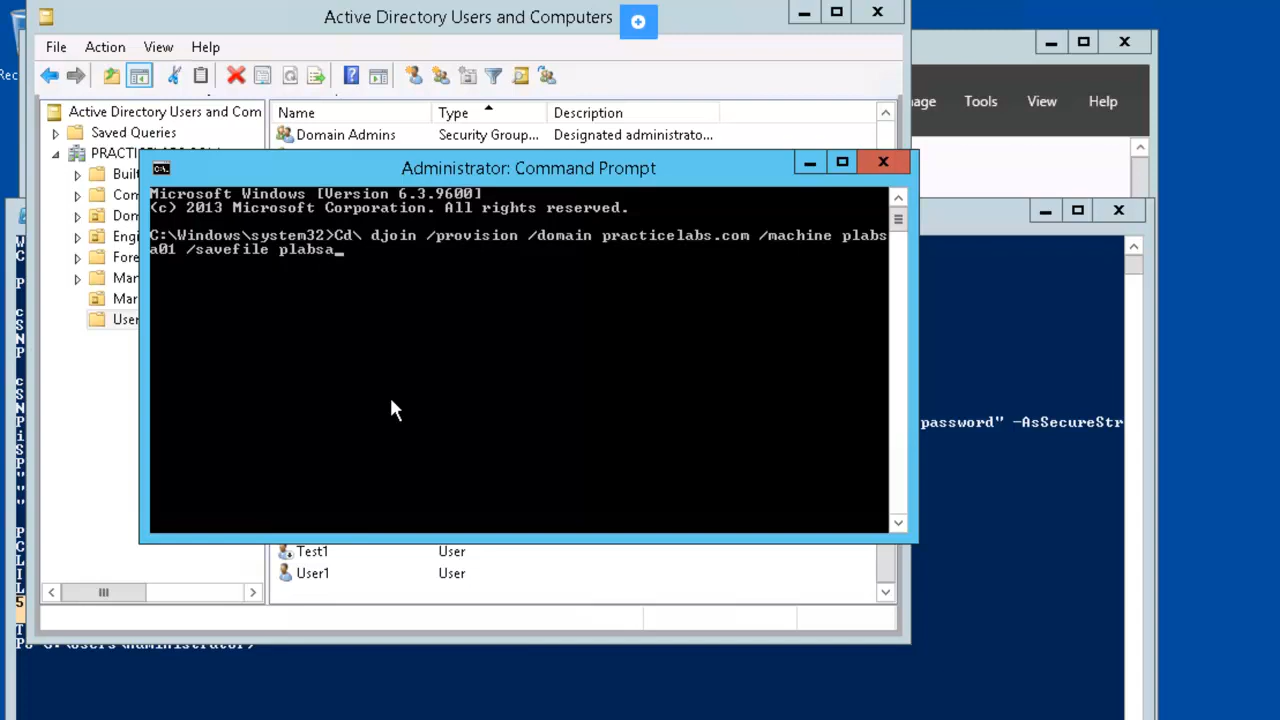 Active Directory Users and Computers
File Action View Help
Active Directory Users and Com
Saved Queries
Name Type Description
Domain Admins Security Group... Designated administrato...
Tools View Help
Administrator: Command Prompt
Microsoft Windows [Version 6.3.9600]
(c) 2013 Microsoft Corporation. All rights reserved.
C:\Windows\system32>Cd\ djoin /provision /domain practicelabs.com /machine plabs
a01 /savefile plabsa
Test1 User
User1 User
password" -AsSecureStr